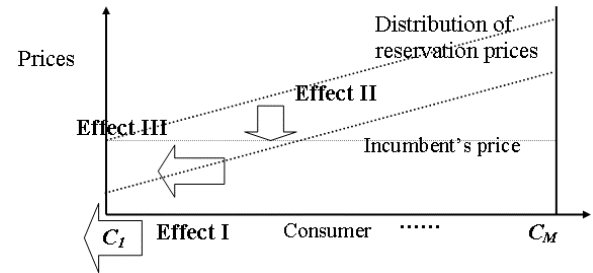 Distribution of
reservation prices
Prices
Effect II
Effect III
Incumbent's price
C1 Effect I Consumer ...... CM